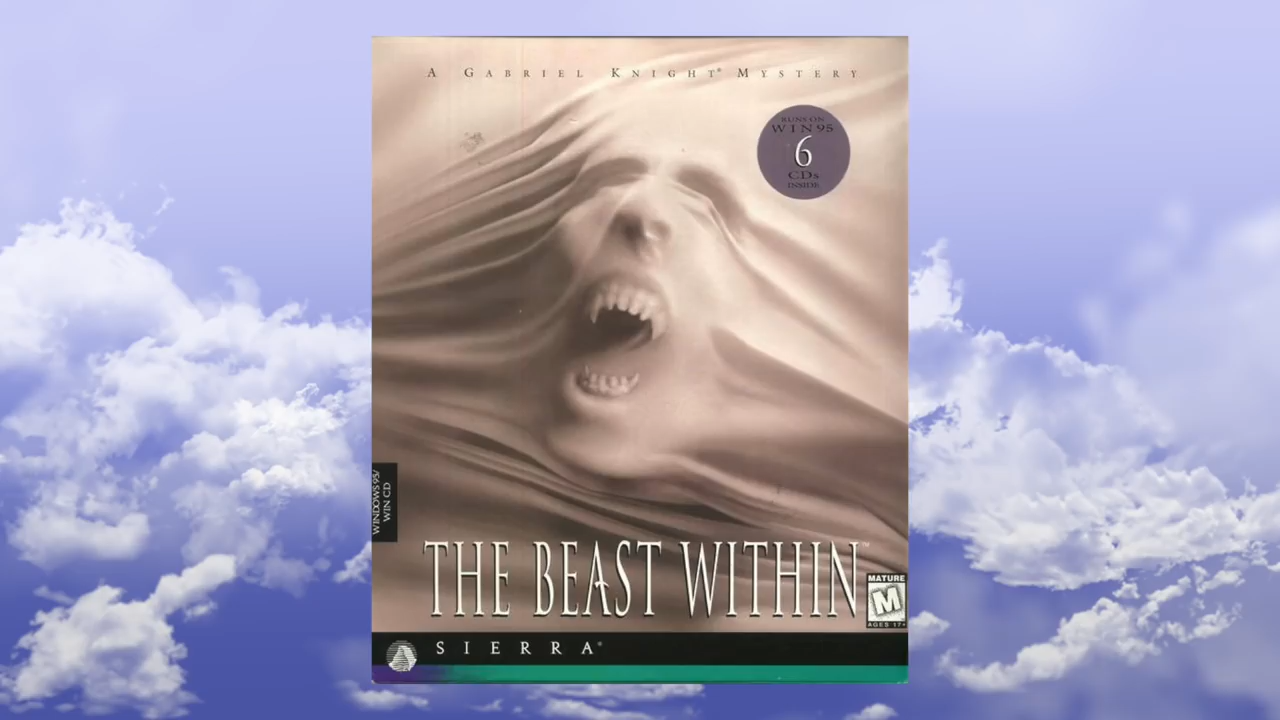 A GABRIEL KNIGHT® MYSTERY
RUNS ON
WIN 95
6
CDs
INSIDE
WINDOWS 95/
WIN CD
THE BEAST WITHIN™
MATURE
M
AGES 17+
SIERRA®